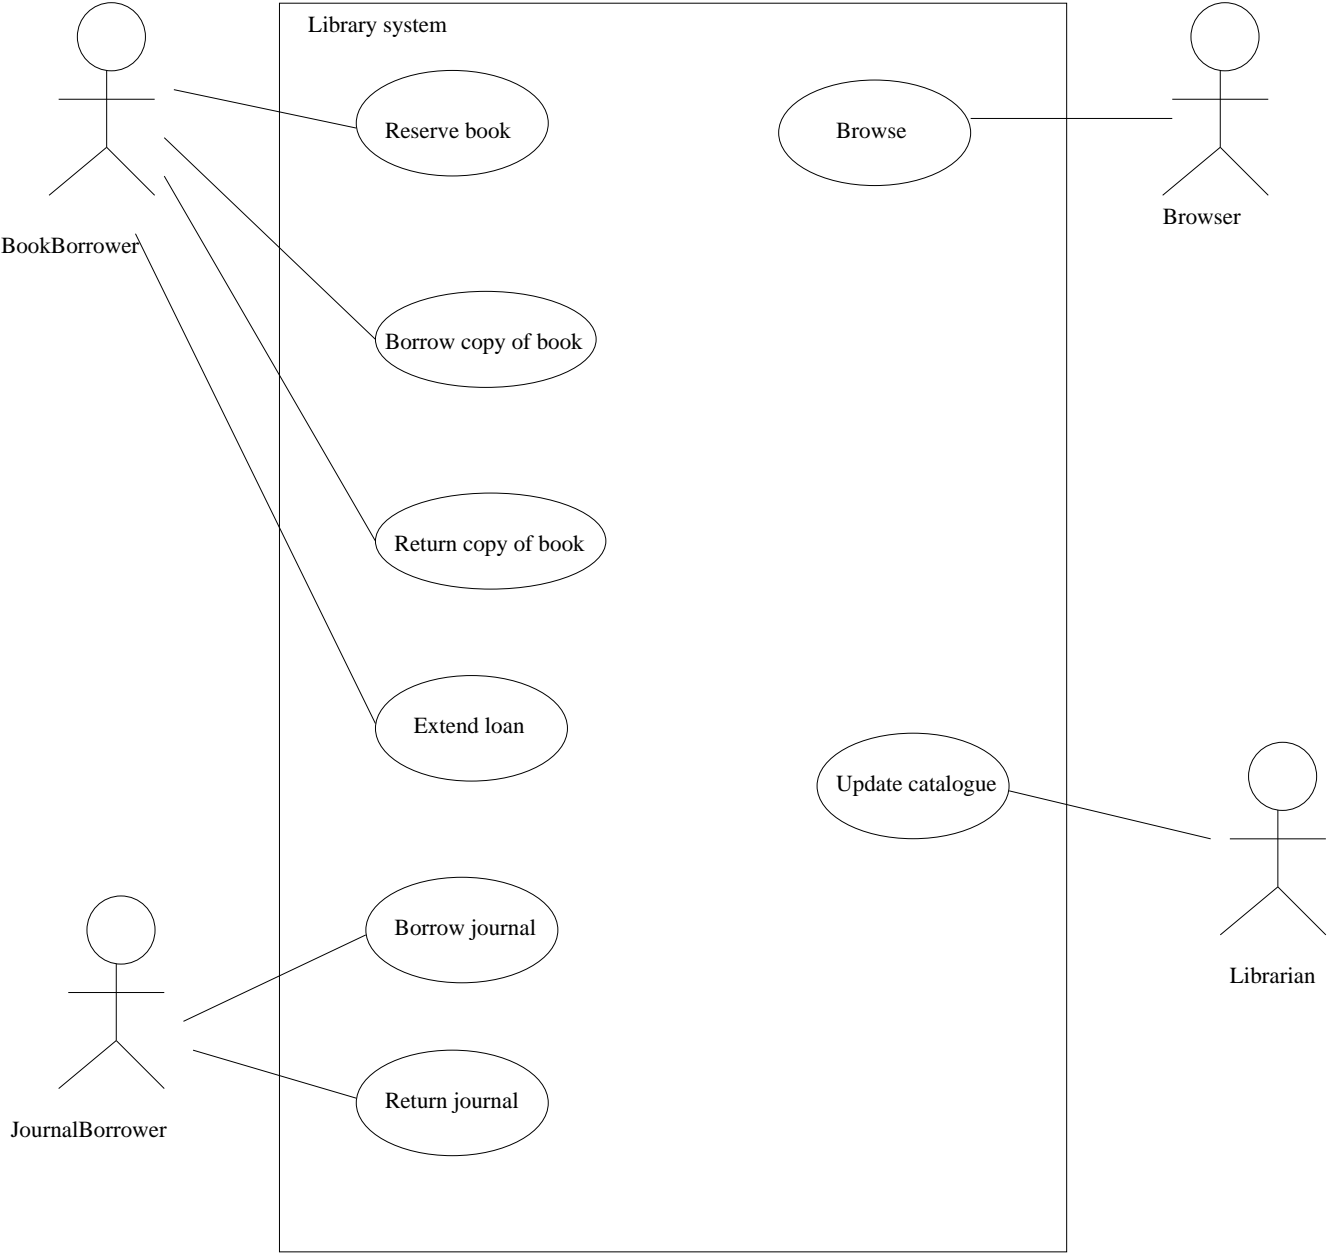 Library system
Reserve book
Browse
Browser
BookBorrower
Borrow copy of book
Return copy of book
Extend loan
Update catalogue
Borrow journal
Librarian
Return journal
JournalBorrower